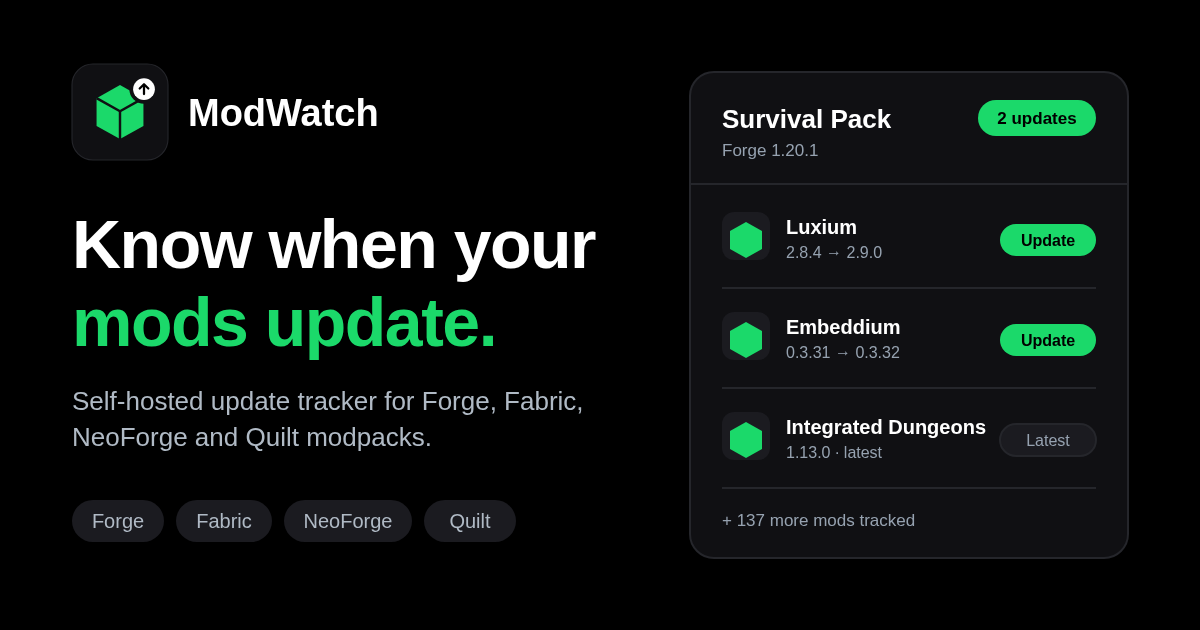 ModWatch
Know when your
mods update.
Self-hosted update tracker for Forge, Fabric,
NeoForge and Quilt modpacks.
Forge
Fabric
NeoForge
Quilt
Survival Pack
2 updates
Forge 1.20.1
Luxium
2.8.4 → 2.9.0
Update
Embeddium
0.3.31 → 0.3.32
Update
Integrated Dungeons
1.13.0 · latest
Latest
+ 137 more mods tracked